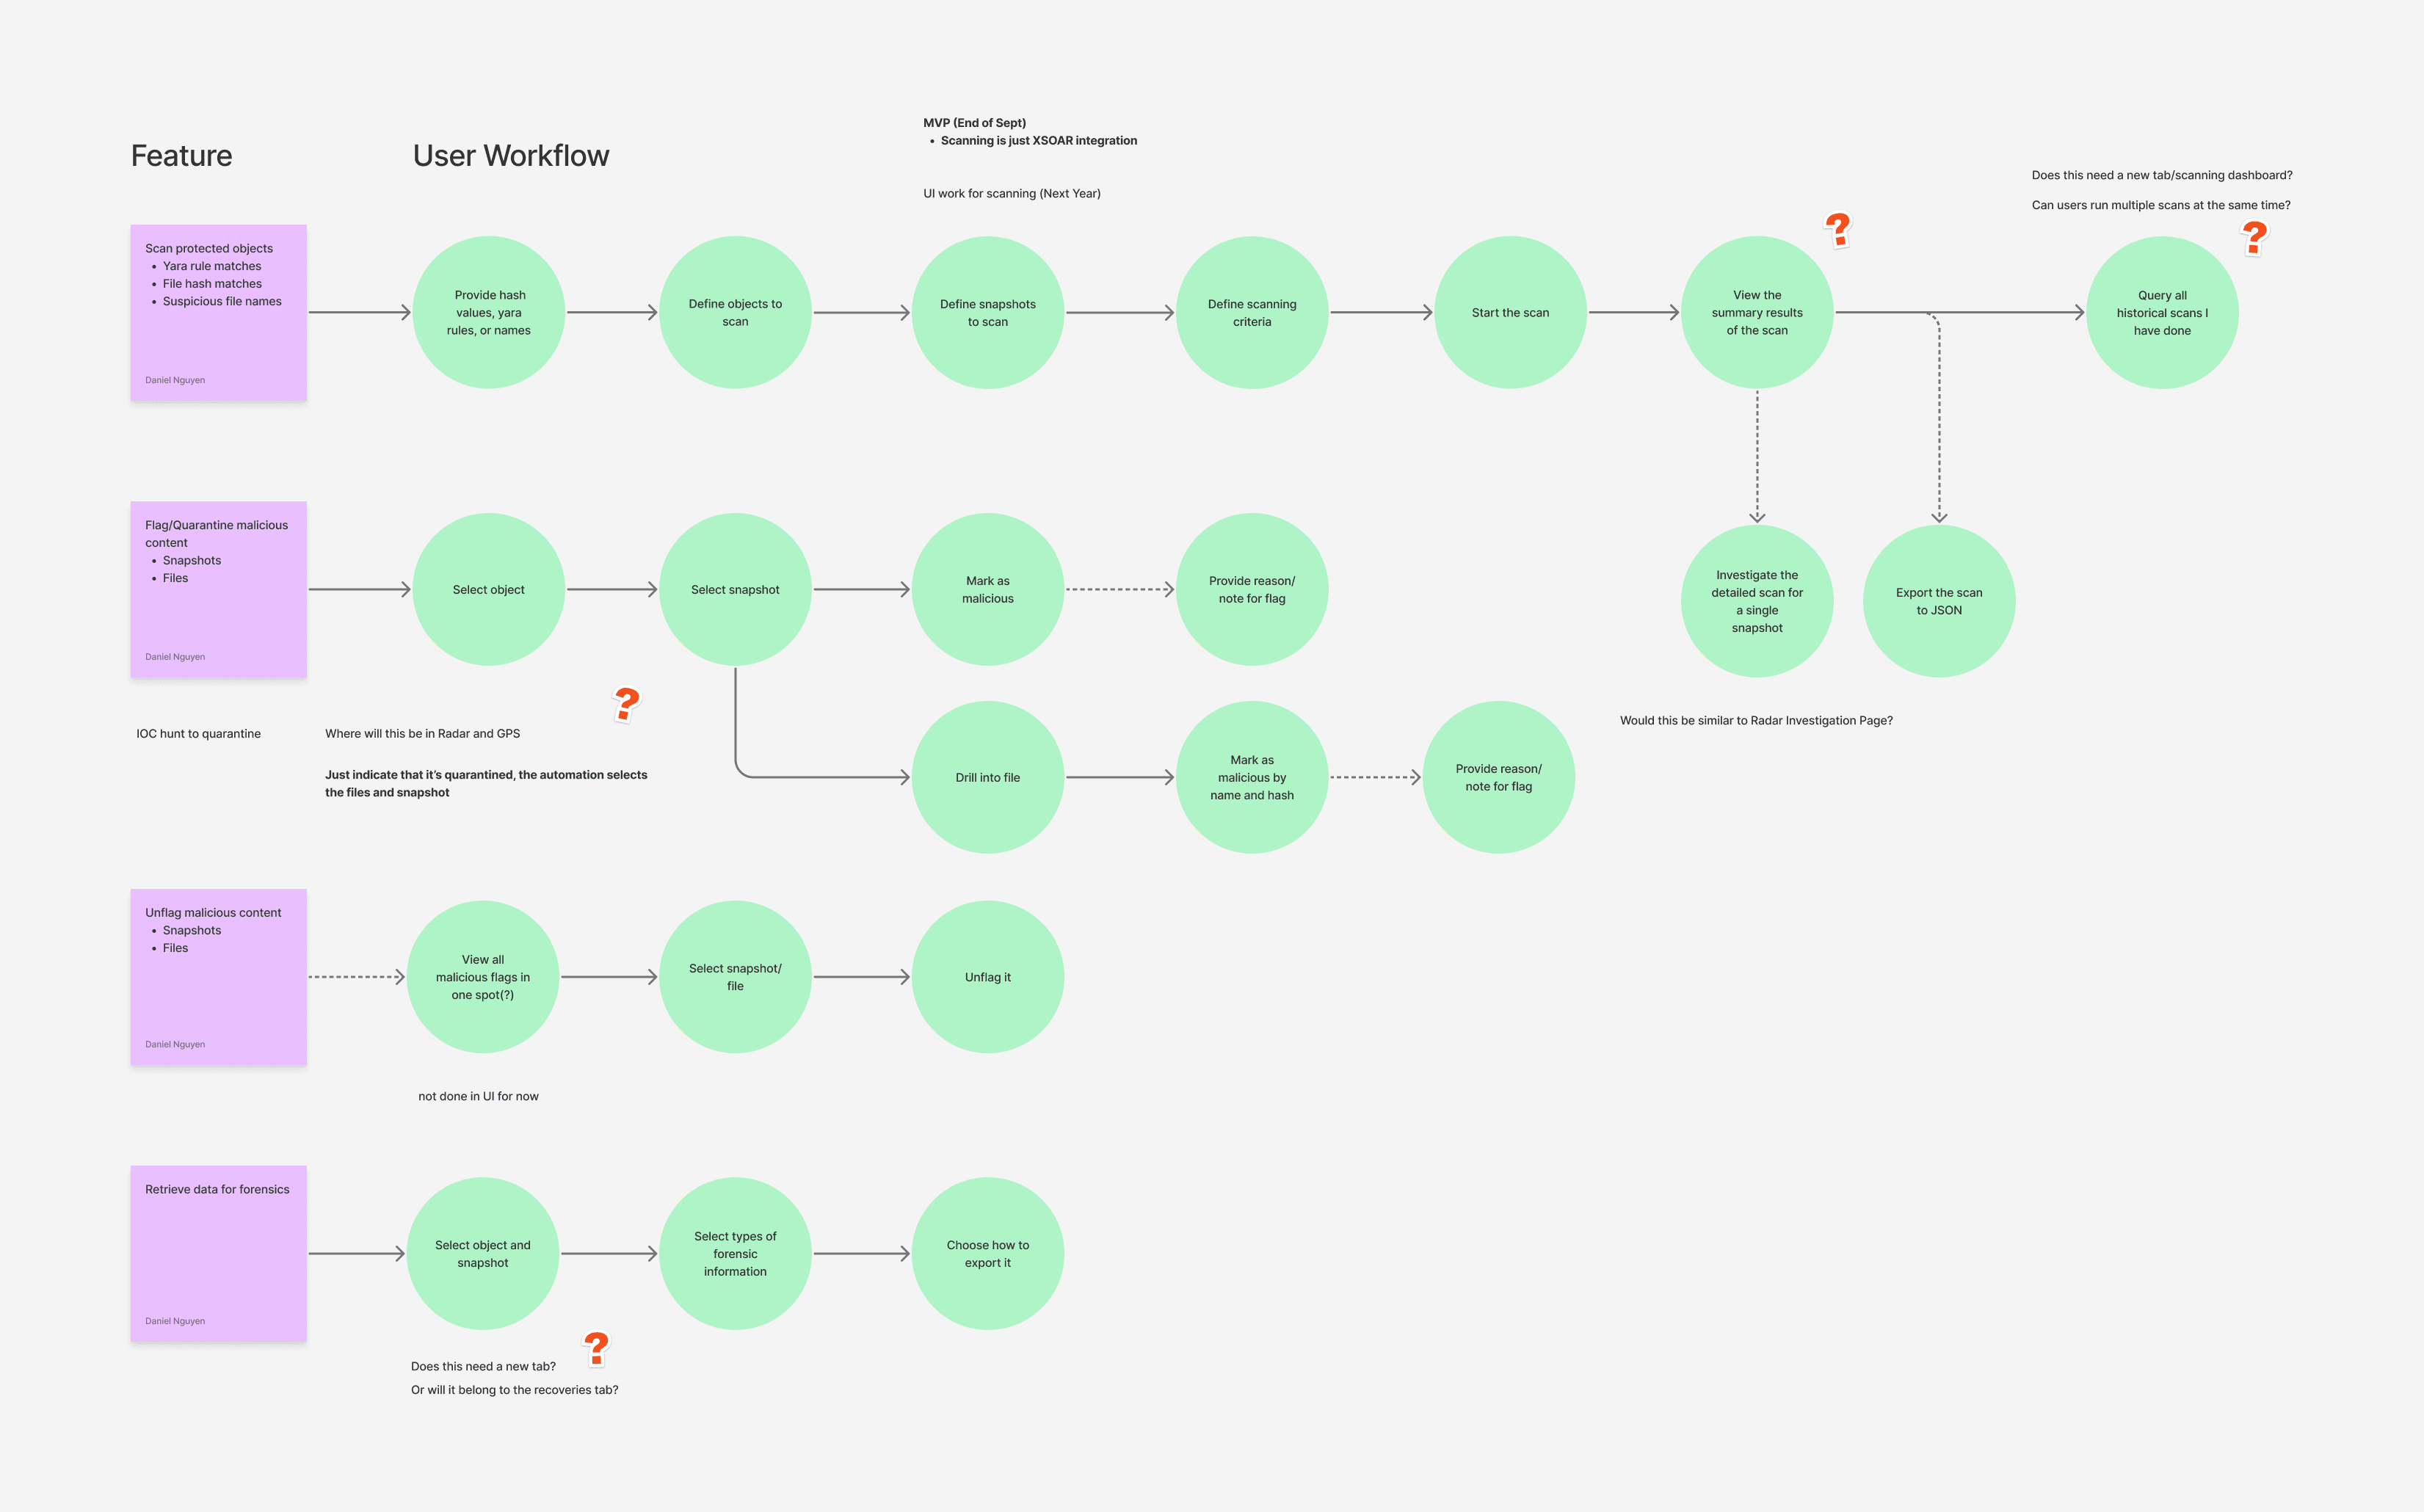 MVP (End of Sept)
• Scanning is just XSOAR integration
Feature
User Workflow
UI work for scanning (Next Year)
Does this need a new tab/scanning dashboard?
Can users run multiple scans at the same time?
?
?
Scan protected objects
• Yara rule matches
• File hash matches
• Suspicious file names
Daniel Nguyen
Provide hash
values, yara
rules, or names
Define objects to
scan
Define snapshots
to scan
Define scanning
criteria
Start the scan
View the
summary results
of the scan
Query all
historical scans I
have done
Flag/Quarantine malicious
content
• Snapshots
• Files
Daniel Nguyen
Select object
Select snapshot
Mark as
malicious
Provide reason/
note for flag
Investigate the
detailed scan for
a single
snapshot
Export the scan
to JSON
?
IOC hunt to quarantine
Where will this be in Radar and GPS
Just indicate that it's quarantined, the automation selects
the files and snapshot
Drill into file
Mark as
malicious by
name and hash
Provide reason/
note for flag
Would this be similar to Radar Investigation Page?
Unflag malicious content
• Snapshots
• Files
Daniel Nguyen
View all
malicious flags in
one spot(?)
Select snapshot/
file
Unflag it
not done in UI for now
Retrieve data for forensics
Daniel Nguyen
Select object and
snapshot
Select types of
forensic
information
Choose how to
export it
?
Does this need a new tab?
Or will it belong to the recoveries tab?